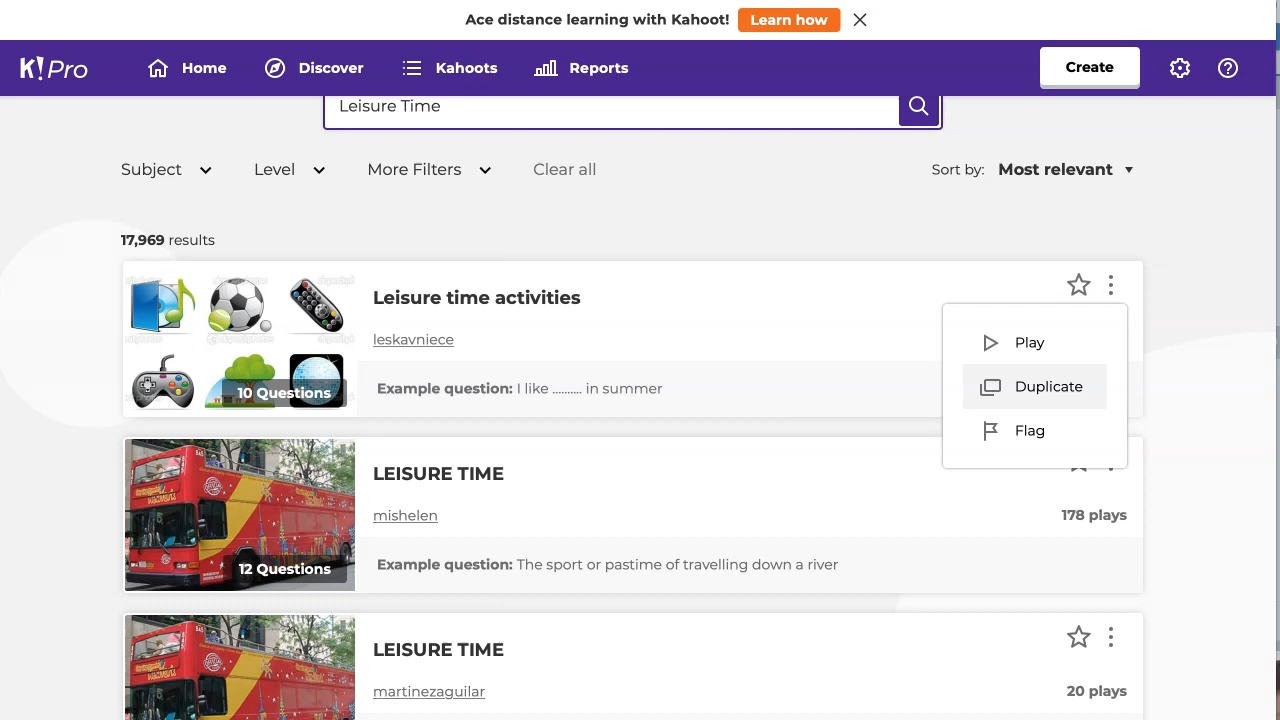 Ace distance learning with Kahoot! Learn how
K! Pro Home Discover Kahoots Reports Create
Leisure Time
Subject Level More Filters Clear all Sort by: Most relevant
17,969 results
Leisure time activities
leskavniece
Example question: I like .......... in summer
10 Questions
Play
Duplicate
Flag
LEISURE TIME
mishelen
178 plays
Example question: The sport or pastime of travelling down a river
12 Questions
LEISURE TIME
martinezaguilar
20 plays